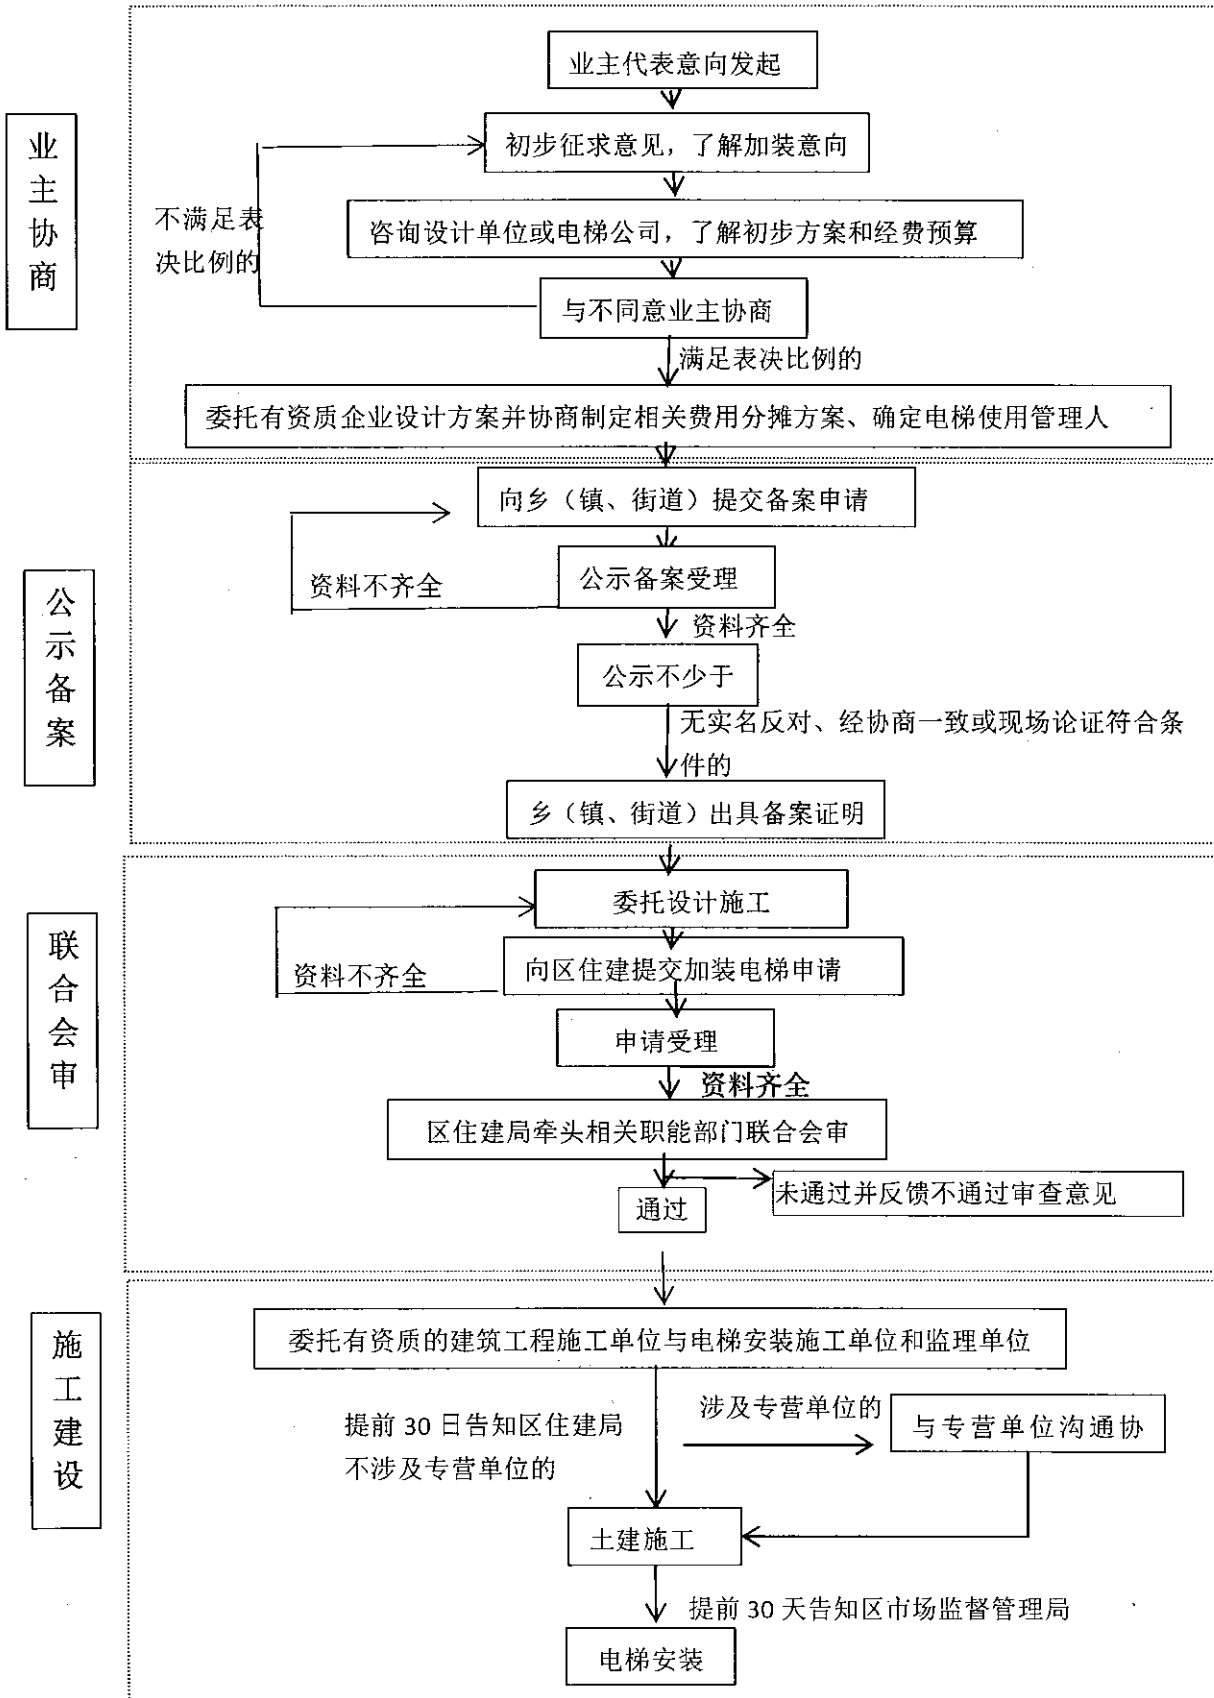 业主协商
业主代表意向发起
初步征求意见，了解加装意向
不满足表
决比例的
咨询设计单位或电梯公司，了解初步方案和经费预算
与不同意业主协商
满足表决比例的
委托有资质企业设计方案并协商制定相关费用分摊方案、确定电梯使用管理人
公示备案
向乡（镇、街道）提交备案申请
资料不齐全
公示备案受理
资料齐全
公示不少于
无实名反对、经协商一致或现场论证符合条
件的
乡（镇、街道）出具备案证明
联合会审
委托设计施工
资料不齐全
向区住建提交加装电梯申请
申请受理
资料齐全
区住建局牵头相关职能部门联合会审
未通过并反馈不通过审查意见
通过
施工建设
委托有资质的建筑工程施工单位与电梯安装施工单位和监理单位
提前 30 日告知区住建局
不涉及专营单位的
涉及专营单位的
与专营单位沟通协
土建施工
提前 30 天告知区市场监督管理局
电梯安装